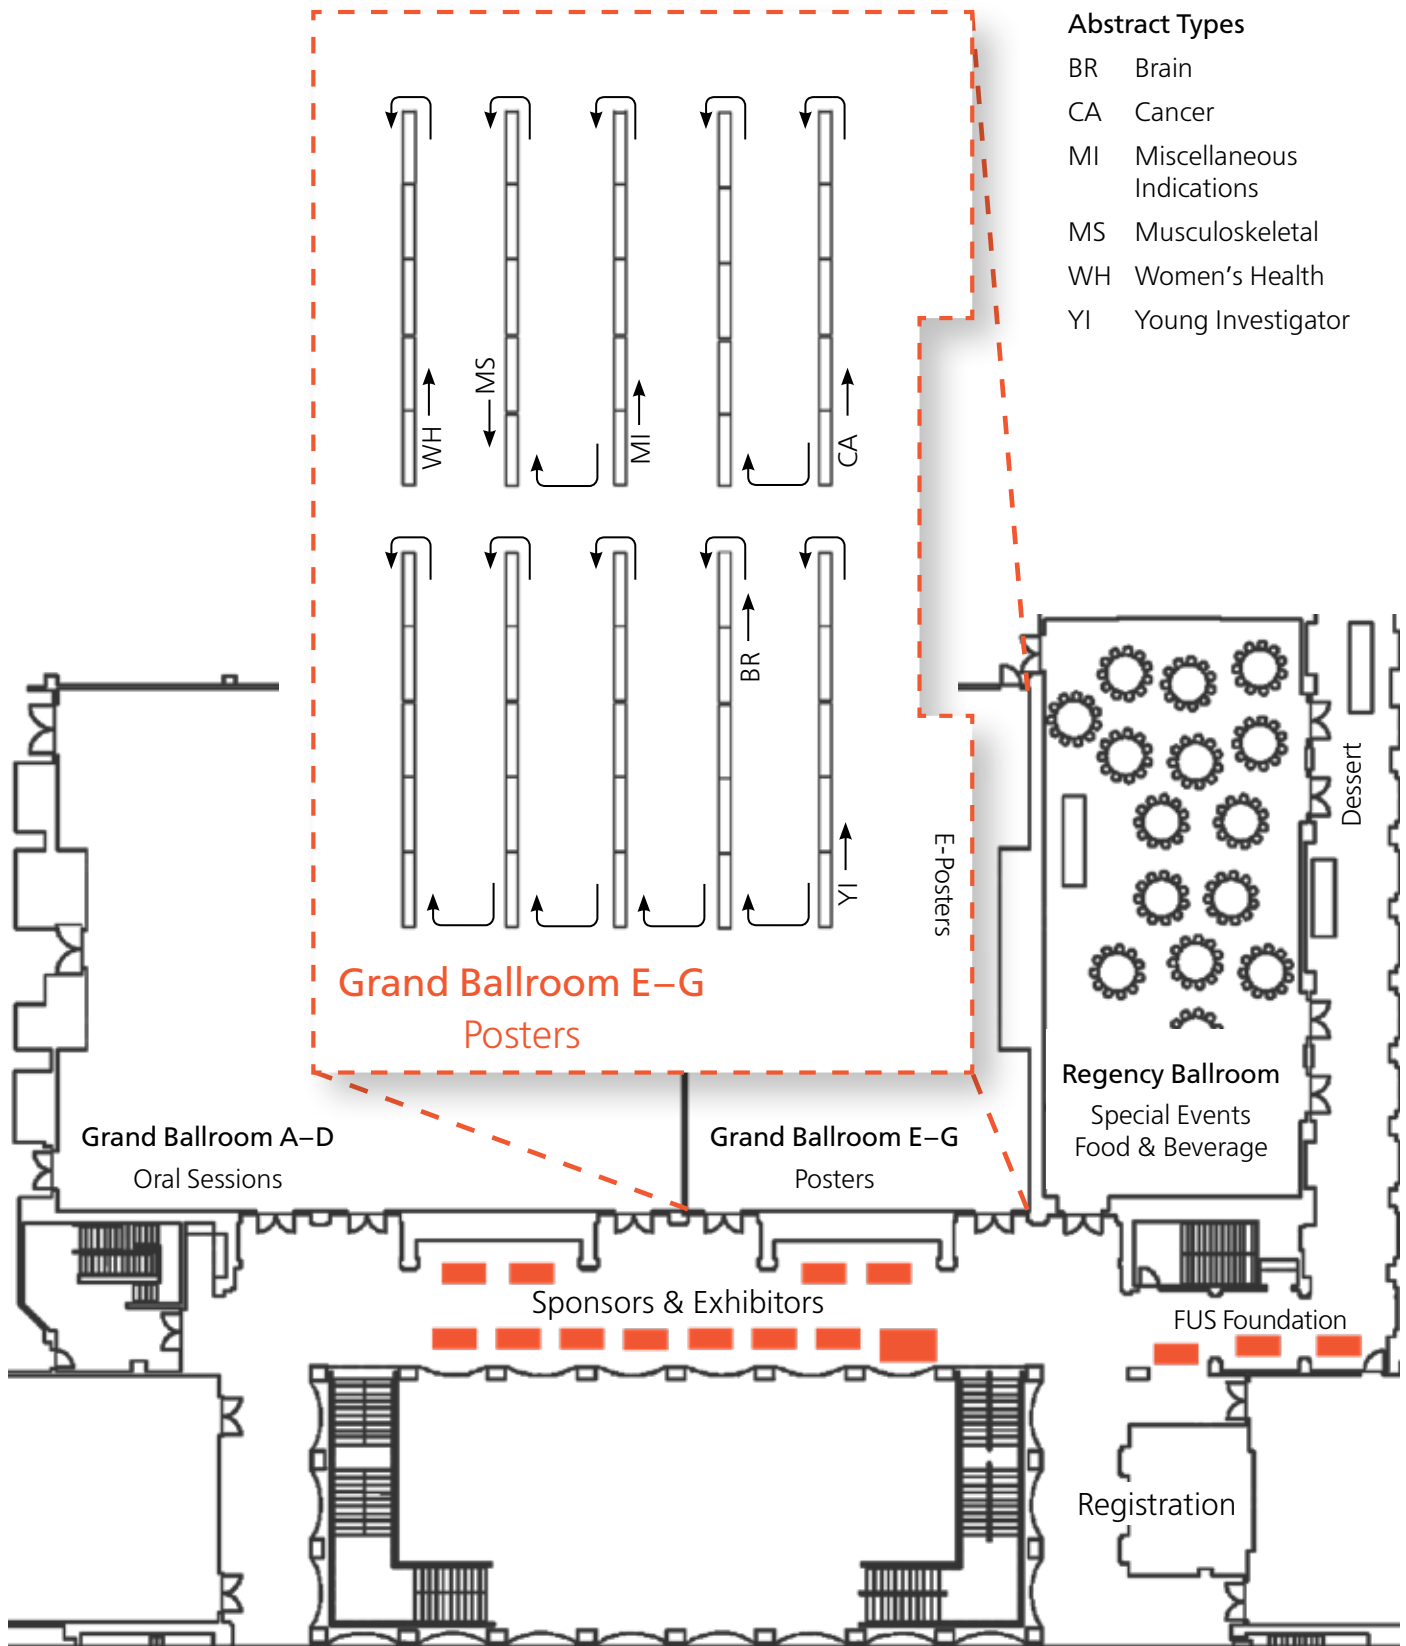 Abstract Types
BR Brain
CA Cancer
MI Miscellaneous
Indications
MS Musculoskeletal
WH Women's Health
YI Young Investigator
WH
MS
MI
CA
BR
YI
E-Posters
Dessert
Grand Ballroom E–G
Posters
Regency Ballroom
Special Events
Food & Beverage
Grand Ballroom A–D
Oral Sessions
Grand Ballroom E–G
Posters
Sponsors & Exhibitors
FUS Foundation
Registration